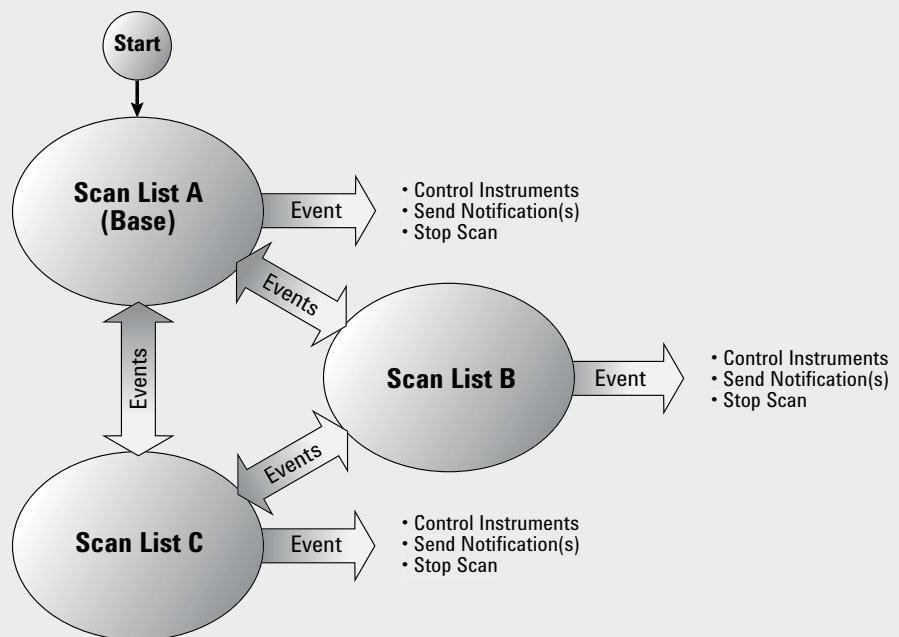 Start
Scan List A
(Base)
Event
• Control Instruments
• Send Notification(s)
• Stop Scan
Events
Events
Scan List B
Event
• Control Instruments
• Send Notification(s)
• Stop Scan
Events
Scan List C
Event
• Control Instruments
• Send Notification(s)
• Stop Scan